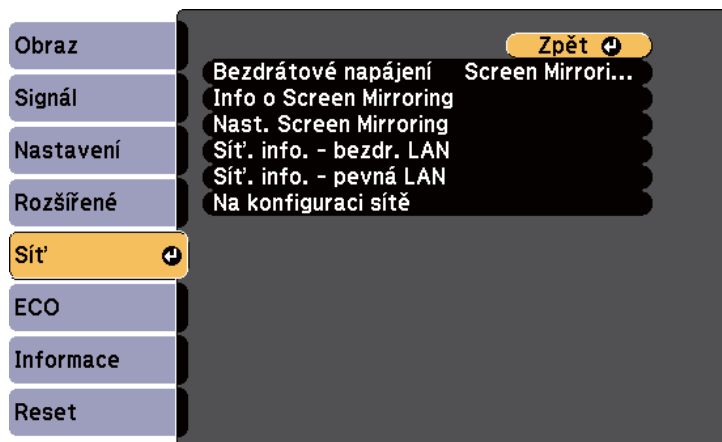 Obraz
Signál
Nastavení
Rozšířené
Síť
ECO
Informace
Reset
Zpět
Bezdrátové napájení Screen Mirrori...
Info o Screen Mirroring
Nast. Screen Mirroring
Síť. info. - bezdr. LAN
Síť. info. - pevná LAN
Na konfiguraci sítě